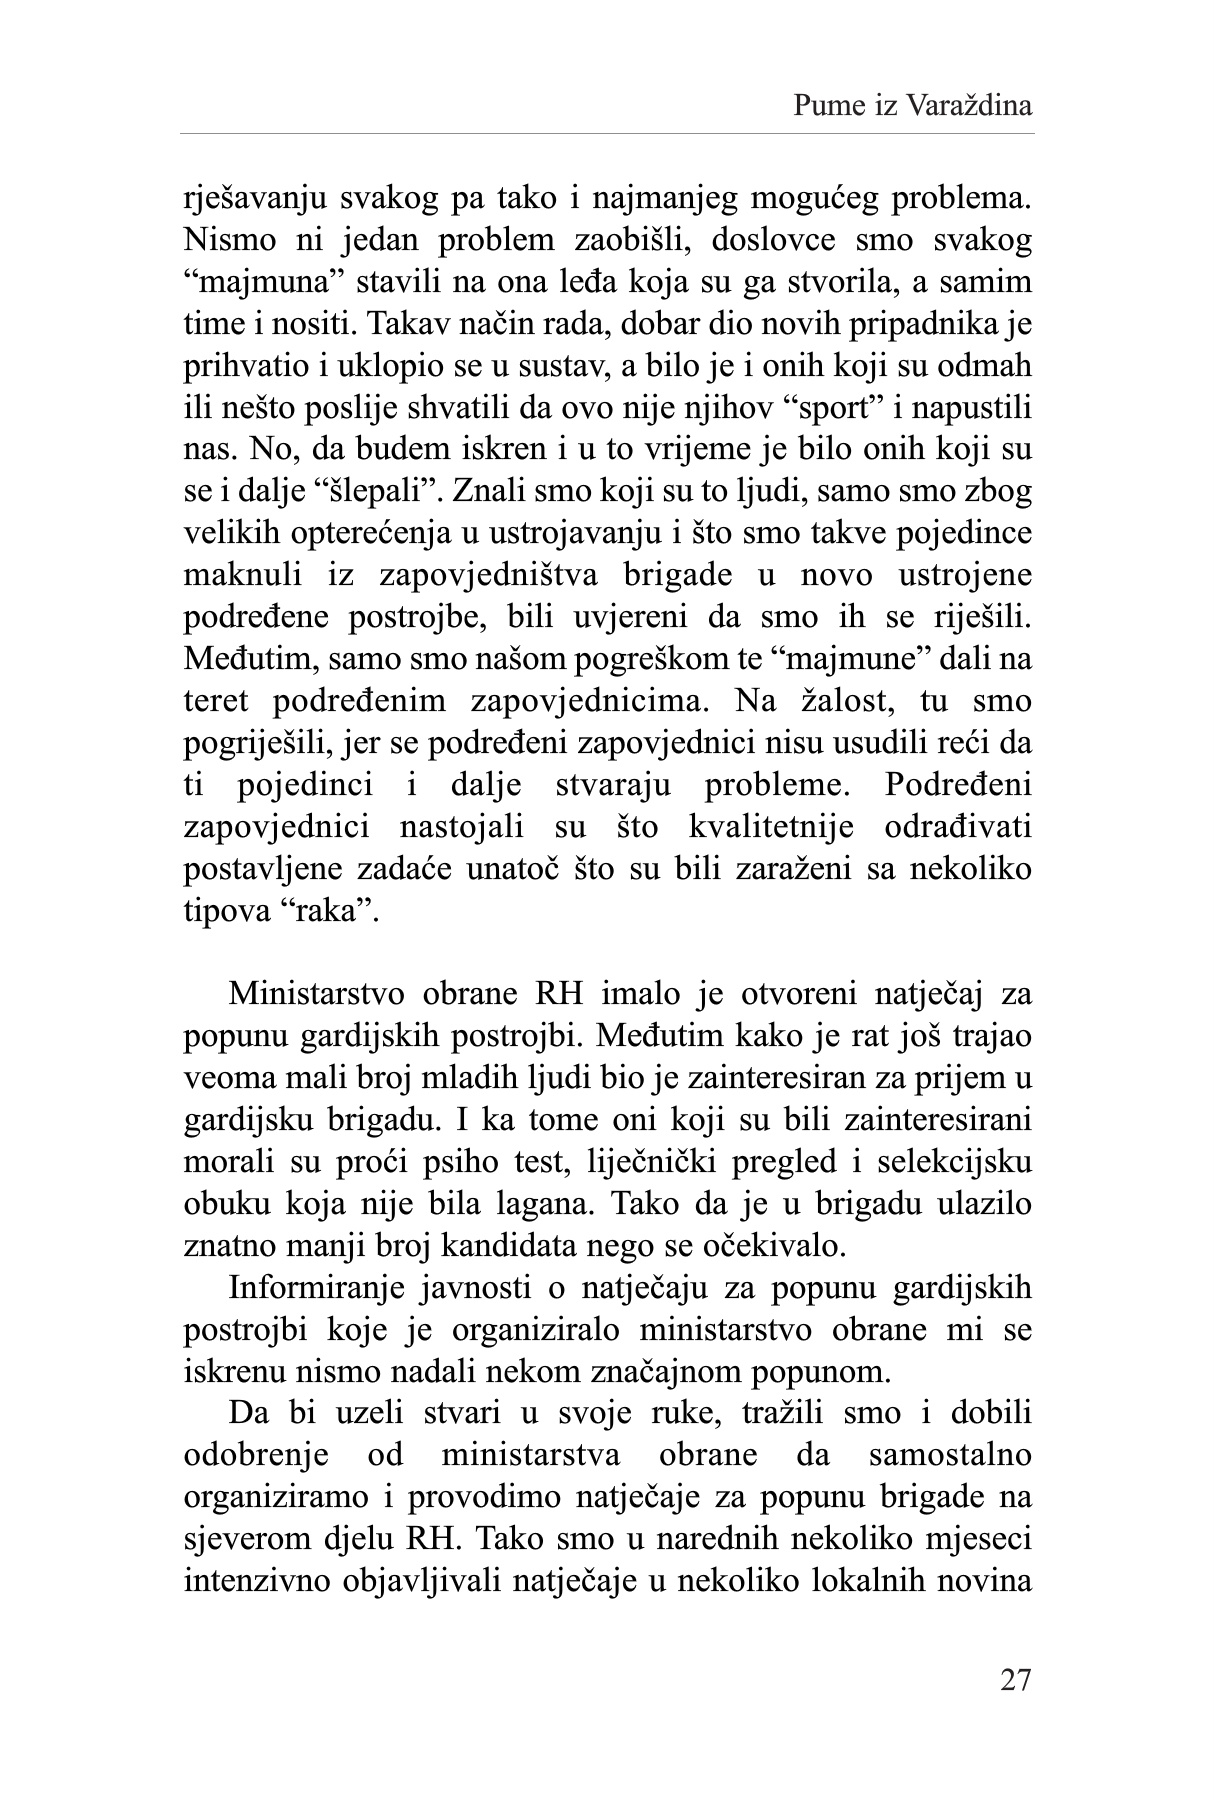 Pume iz Varaždina
rješavanju svakog pa tako i najmanjeg mogućeg problema.
Nismo ni jedan problem zaobišli, doslovce smo svakog
“majmuna” stavili na ona leđa koja su ga stvorila, a samim
time i nositi. Takav način rada, dobar dio novih pripadnika je
prihvatio i uklopio se u sustav, a bilo je i onih koji su odmah
ili nešto poslije shvatili da ovo nije njihov “sport” i napustili
nas. No, da budem iskren i u to vrijeme je bilo onih koji su
se i dalje “šlepali”. Znali smo koji su to ljudi, samo smo zbog
velikih opterećenja u ustrojavanju i što smo takve pojedince
maknuli iz zapovjedništva brigade u novo ustrojene
podređene postrojbe, bili uvjereni da smo ih se riješili.
Međutim, samo smo našom pogreškom te “majmune” dali na
teret podređenim zapovjednicima. Na žalost, tu smo
pogriješili, jer se podređeni zapovjednici nisu usudili reći da
ti pojedinci i dalje stvaraju probleme. Podređeni
zapovjednici nastojali su što kvalitetnije odrađivati
postavljene zadaće unatoč što su bili zaraženi sa nekoliko
tipova “raka”.
Ministarstvo obrane RH imalo je otvoreni natječaj za
popunu gardijskih postrojbi. Međutim kako je rat još trajao
veoma mali broj mladih ljudi bio je zainteresiran za prijem u
gardijsku brigadu. I ka tome oni koji su bili zainteresirani
morali su proći psiho test, liječnički pregled i selekcijsku
obuku koja nije bila lagana. Tako da je u brigadu ulazilo
znatno manji broj kandidata nego se očekivalo.
Informiranje javnosti o natječaju za popunu gardijskih
postrojbi koje je organiziralo ministarstvo obrane mi se
iskrenu nismo nadali nekom značajnom popunom.
Da bi uzeli stvari u svoje ruke, tražili smo i dobili
odobrenje od ministarstva obrane da samostalno
organiziramo i provodimo natječaje za popunu brigade na
sjeverom djelu RH. Tako smo u narednih nekoliko mjeseci
intenzivno objavljivali natječaje u nekoliko lokalnih novina
27